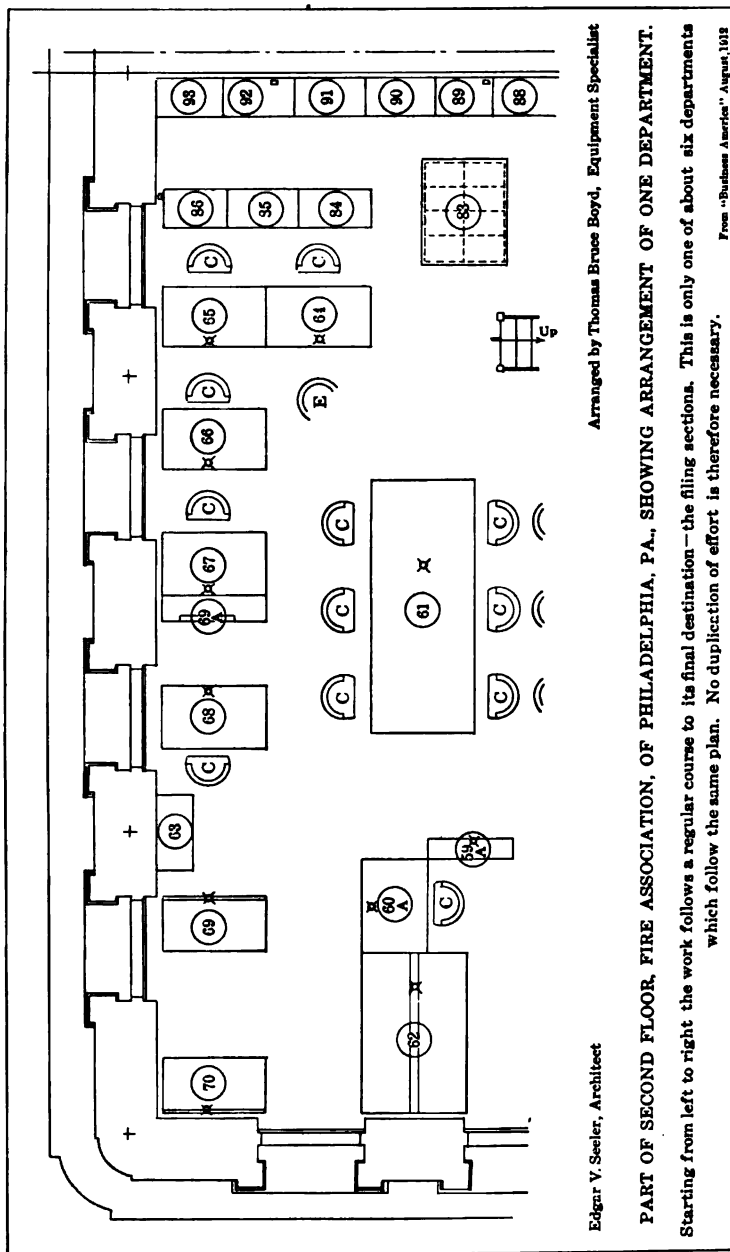 63
93
70 69 C 68 69 A 67 C 66 C 65 C 86
92
D
35
E 64 C 91
84
C C C
60 A 90
62 61
C 89
83
59 A
D
C C C
88
Cp
Edgar V. Seeler, Architect Arranged by Thomas Bruce Boyd, Equipment Specialist
PART OF SECOND FLOOR, FIRE ASSOCIATION, OF PHILADELPHIA, PA., SHOWING ARRANGEMENT OF ONE DEPARTMENT.
Starting from left to right the work follows a regular course to its final destination—the filing sections. This is only one of about six departments
which follow the same plan. No duplication of effort is therefore necessary.
From "Business America" August, 1912